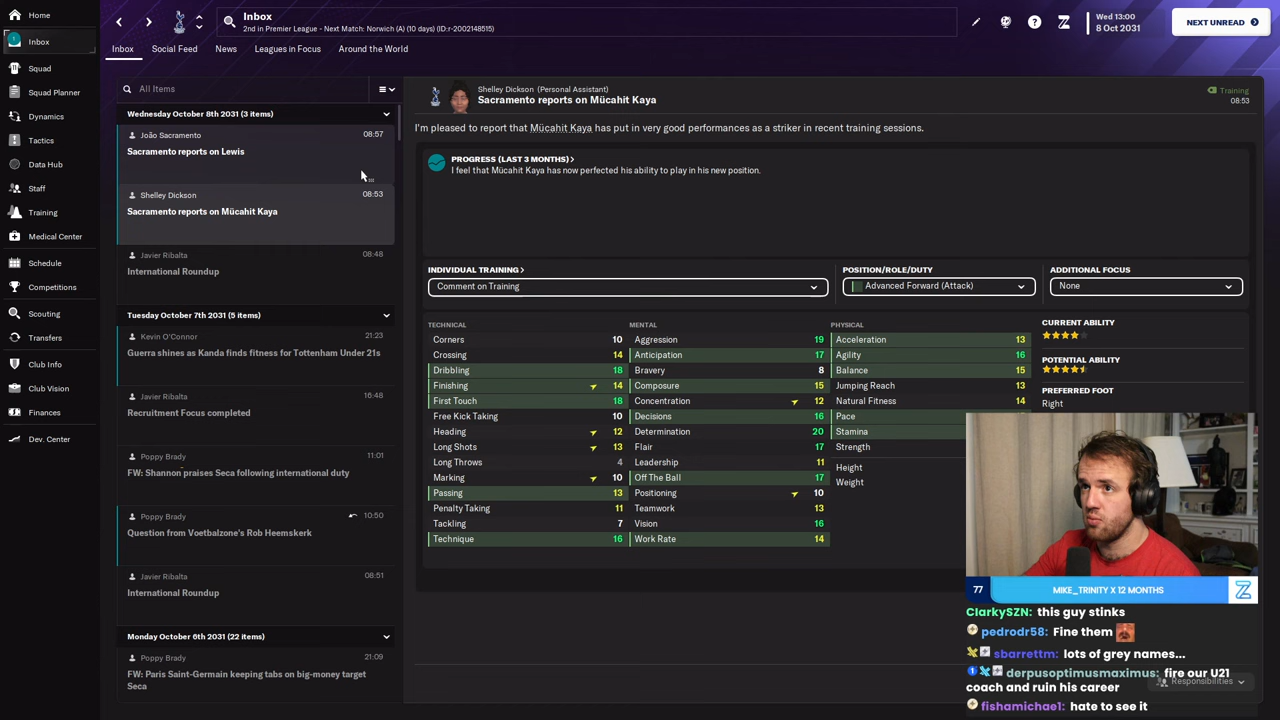 Home
Inbox
Squad
Squad Planner
Dynamics
Tactics
Data Hub
Staff
Training
Medical Center
Schedule
Competitions
Scouting
Transfers
Club Info
Club Vision
Finances
Dev. Center
Inbox
2nd in Premier League - Next Match: Norwich (A) (10 days) (ID:r-2002148515)
Wed 13:00
8 Oct 2031
NEXT UNREAD
Inbox
Social Feed
News
Leagues in Focus
Around the World
All Items
Wednesday October 8th 2031 (3 items)
João Sacramento 08:57
Sacramento reports on Lewis
Shelley Dickson 08:53
Sacramento reports on Mücahit Kaya
Javier Ribalta 08:48
International Roundup
Tuesday October 7th 2031 (5 items)
Kevin O'Connor 21:23
Guerra shines as Kanda finds fitness for Tottenham Under 21s
Javier Ribalta 16:48
Recruitment Focus completed
Poppy Brady 11:01
FW: Shannon praises Seca following international duty
Poppy Brady 10:50
Question from Voetbalzone's Rob Heemskerk
Javier Ribalta 08:51
International Roundup
Monday October 6th 2031 (22 items)
Poppy Brady 21:09
FW: Paris Saint-Germain keeping tabs on big-money target
Seca
Shelley Dickson (Personal Assistant)
Sacramento reports on Mücahit Kaya
Training
08:53
I'm pleased to report that Mücahit Kaya has put in very good performances as a striker in recent training sessions.
PROGRESS (LAST 3 MONTHS)
I feel that Mücahit Kaya has now perfected his ability to play in his new position.
INDIVIDUAL TRAINING
Comment on Training
POSITION/ROLE/DUTY
Advanced Forward (Attack)
ADDITIONAL FOCUS
None
TECHNICAL
Corners 10
Crossing 14
Dribbling 18
Finishing 14
First Touch 18
Free Kick Taking 10
Heading 12
Long Shots 13
Long Throws 4
Marking 10
Passing 13
Penalty Taking 11
Tackling 7
Technique 16
MENTAL
Aggression 19
Anticipation 17
Bravery 8
Composure 15
Concentration 12
Decisions 16
Determination 20
Flair 17
Leadership 11
Off The Ball 17
Positioning 10
Teamwork 13
Vision 16
Work Rate 14
PHYSICAL
Acceleration 13
Agility 16
Balance 15
Jumping Reach 13
Natural Fitness 14
Pace
Stamina
Strength
Height
Weight
CURRENT ABILITY
POTENTIAL ABILITY
PREFERRED FOOT
Right
77 MIKE_TRINITY X 12 MONTHS
ClarkySZN: this guy stinks
pedrodr58: Fine them
sbarrettm: lots of grey names...
derpusoptimusmaximus: fire our U21
coach and ruin his career
fishamichae1: hate to see it
Responsibilities